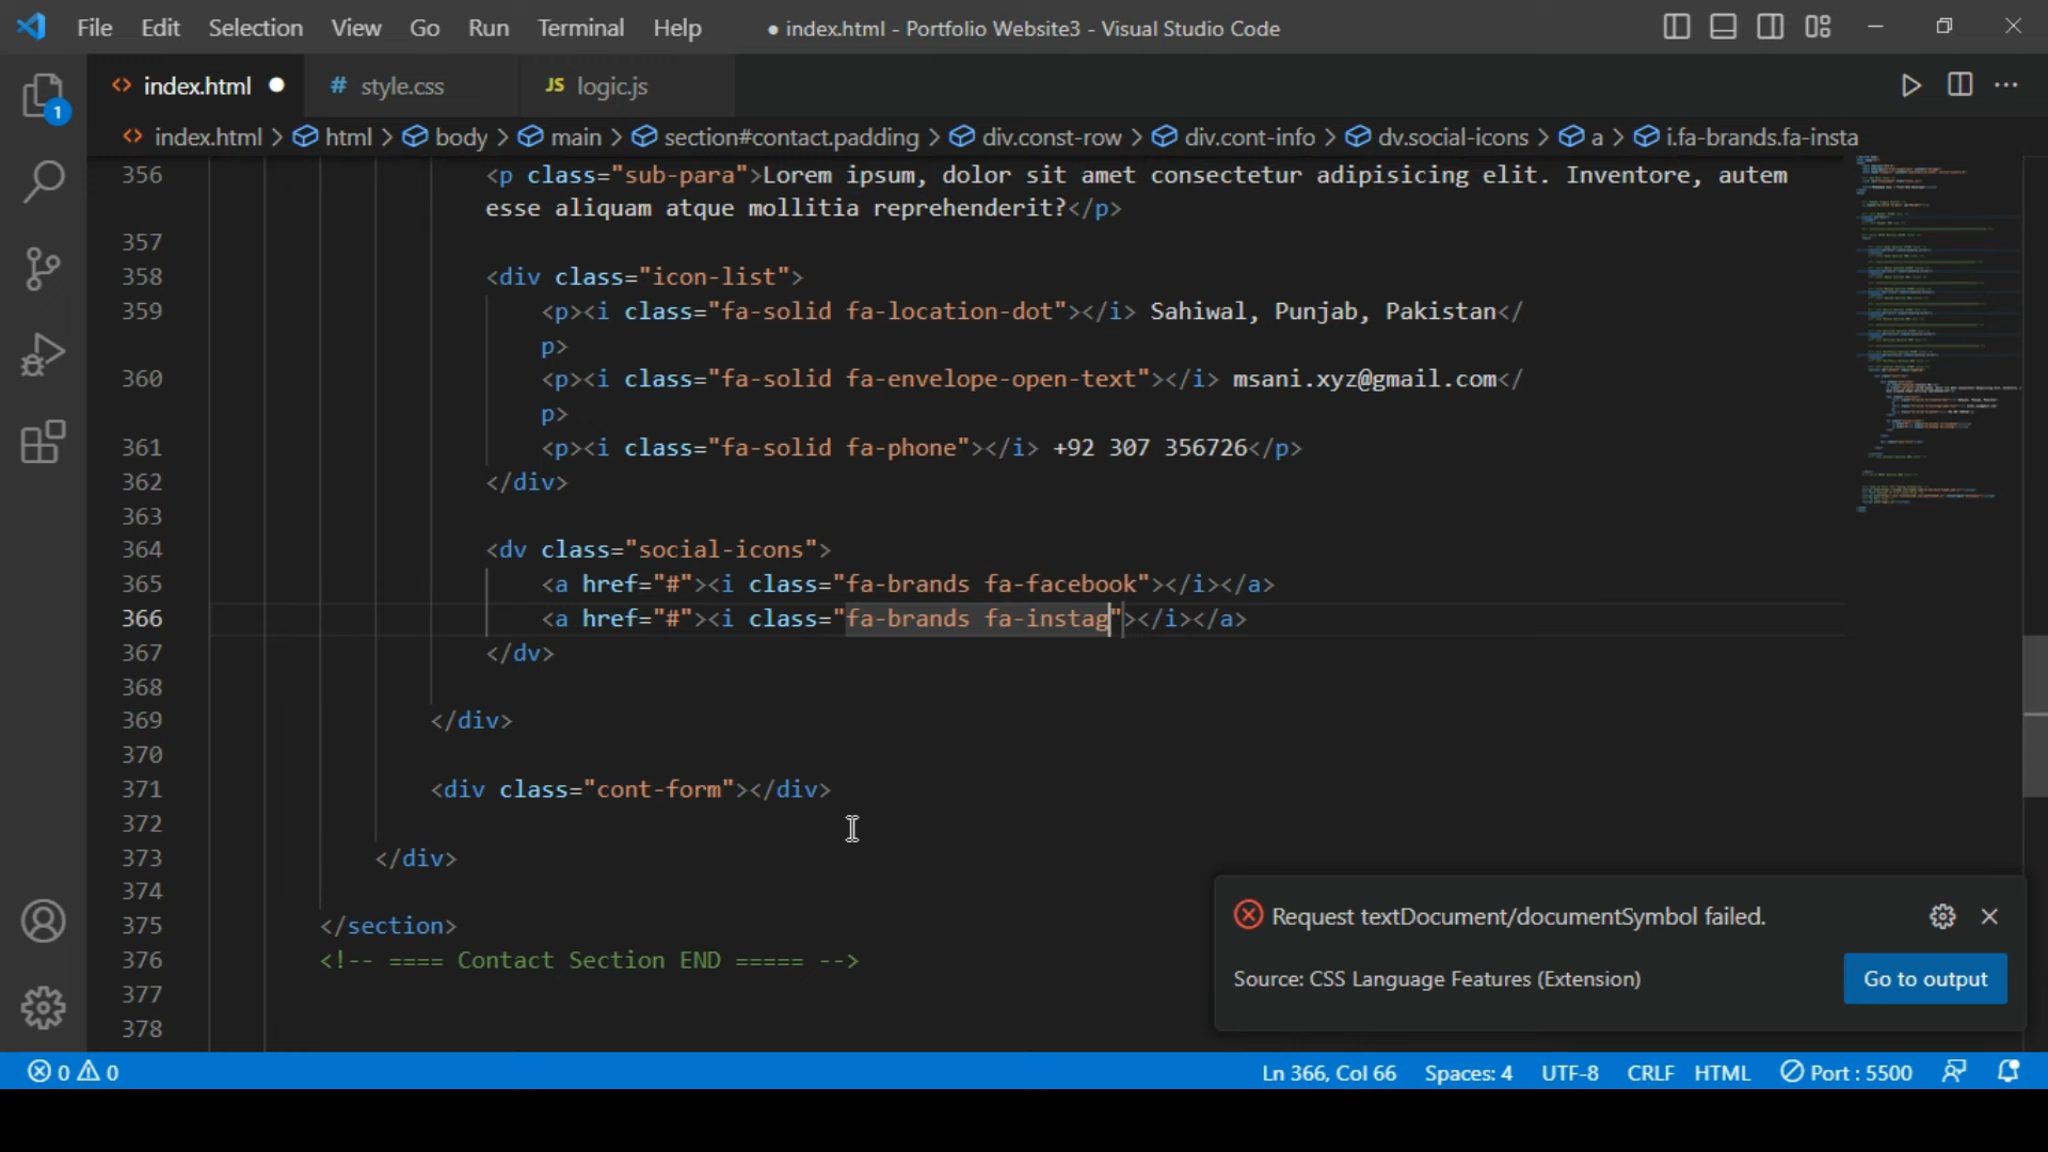 File Edit Selection View Go Run Terminal Help ● index.html - Portfolio Website3 - Visual Studio Code
<> index.html ● # style.css JS logic.js
<> index.html > html > body > main > section#contact.padding > div.const-row > div.cont-info > dv.social-icons > a > i.fa-brands.fa-insta
1
356 <p class="sub-para">Lorem ipsum, dolor sit amet consectetur adipisicing elit. Inventore, autem
esse aliquam atque mollitia reprehenderit?</p>
357
358 <div class="icon-list">
359 <p><i class="fa-solid fa-location-dot"></i> Sahiwal, Punjab, Pakistan</
p>
360 <p><i class="fa-solid fa-envelope-open-text"></i> msani.xyz@gmail.com</
p>
361 <p><i class="fa-solid fa-phone"></i> +92 307 356726</p>
362 </div>
363
364 <dv class="social-icons">
365 <a href="#"><i class="fa-brands fa-facebook"></i></a>
366 <a href="#"><i class="fa-brands fa-instag"></i></a>
367 </dv>
368
369 </div>
370
371 <div class="cont-form"></div>
372
373 </div>
374
375 </section>
376 <!-- ==== Contact Section END ===== -->
377
378
Request textDocument/documentSymbol failed.
Source: CSS Language Features (Extension) Go to output
0 0 Ln 366, Col 66 Spaces: 4 UTF-8 CRLF HTML Port : 5500